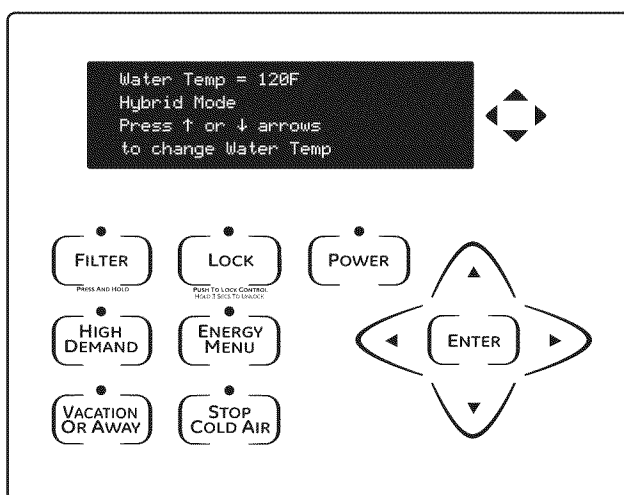 Water Temp = 120F
Hybrid Mode
Press ↑ or ↓ arrows
to change Water Temp
FILTER
LOCK
POWER
PRESS AND HOLD
PUSH TO LOCK CONTROL
HOLD 3 SECS TO UNLOCK
HIGH
DEMAND
ENERGY
MENU
ENTER
VACATION
OR AWAY
STOP
COLD AIR